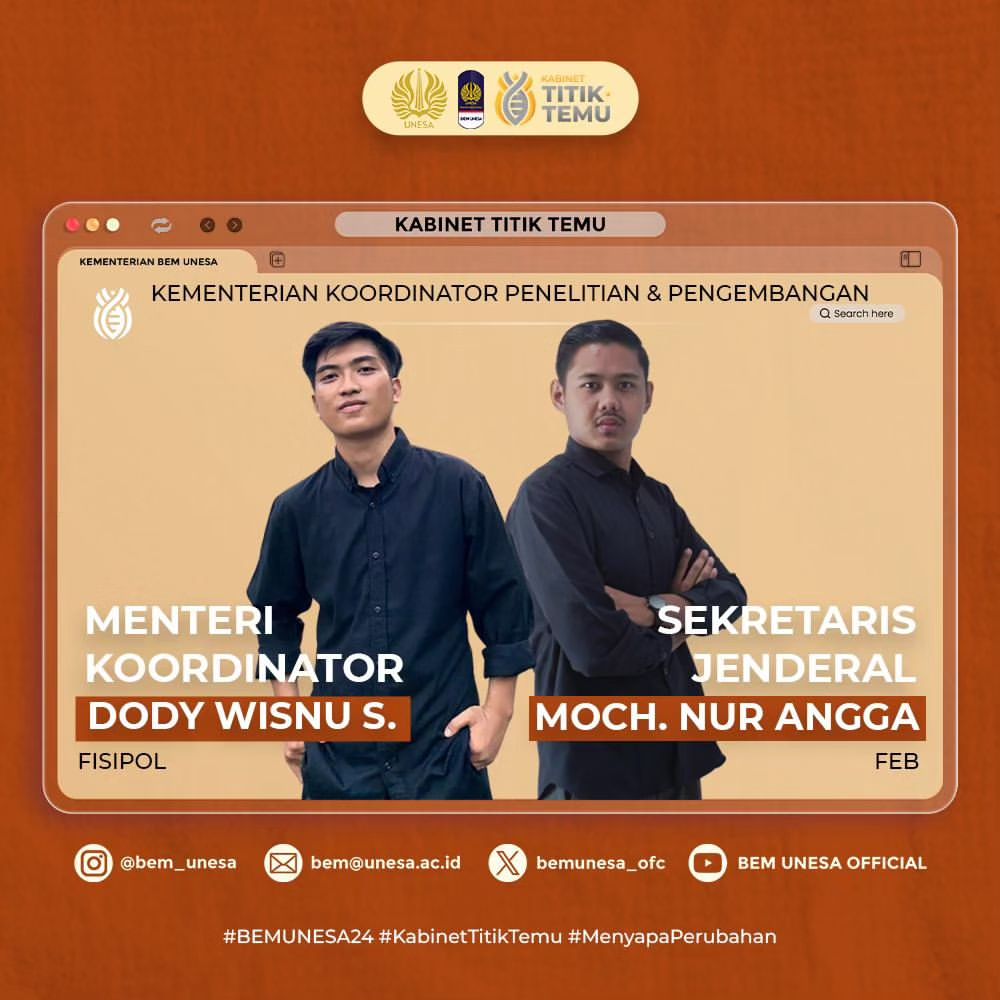 UNESA
UNESA
BEM UNESA
KABINET
TITIK
TEMU
KABINET TITIK TEMU
KEMENTERIAN BEM UNESA
KEMENTERIAN KOORDINATOR PENELITIAN & PENGEMBANGAN
Search here
MENTERI
KOORDINATOR
DODY WISNU S.
FISIPOL
SEKRETARIS
JENDERAL
MOCH. NUR ANGGA
FEB
@bem_unesa
bem@unesa.ac.id
bemunesa_ofc
BEM UNESA OFFICIAL
#BEMUNESA24 #KabinetTitikTemu #MenyapaPerubahan